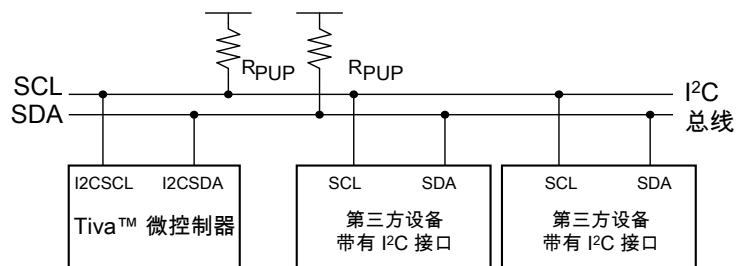 RPUP RPUP
SCL I²C
SDA 总线
I2CSCL I2CSDA SCL SDA SCL SDA
Tiva™ 微控制器 第三方设备 第三方设备
带有 I²C 接口 带有 I²C 接口